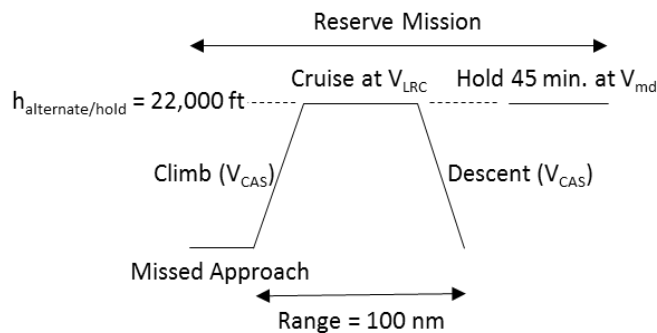 Reserve Mission
Cruise at V_LRC
Hold 45 min. at V_md
h_alternate/hold = 22,000 ft
Climb (V_CAS)
Descent (V_CAS)
Missed Approach
Range = 100 nm